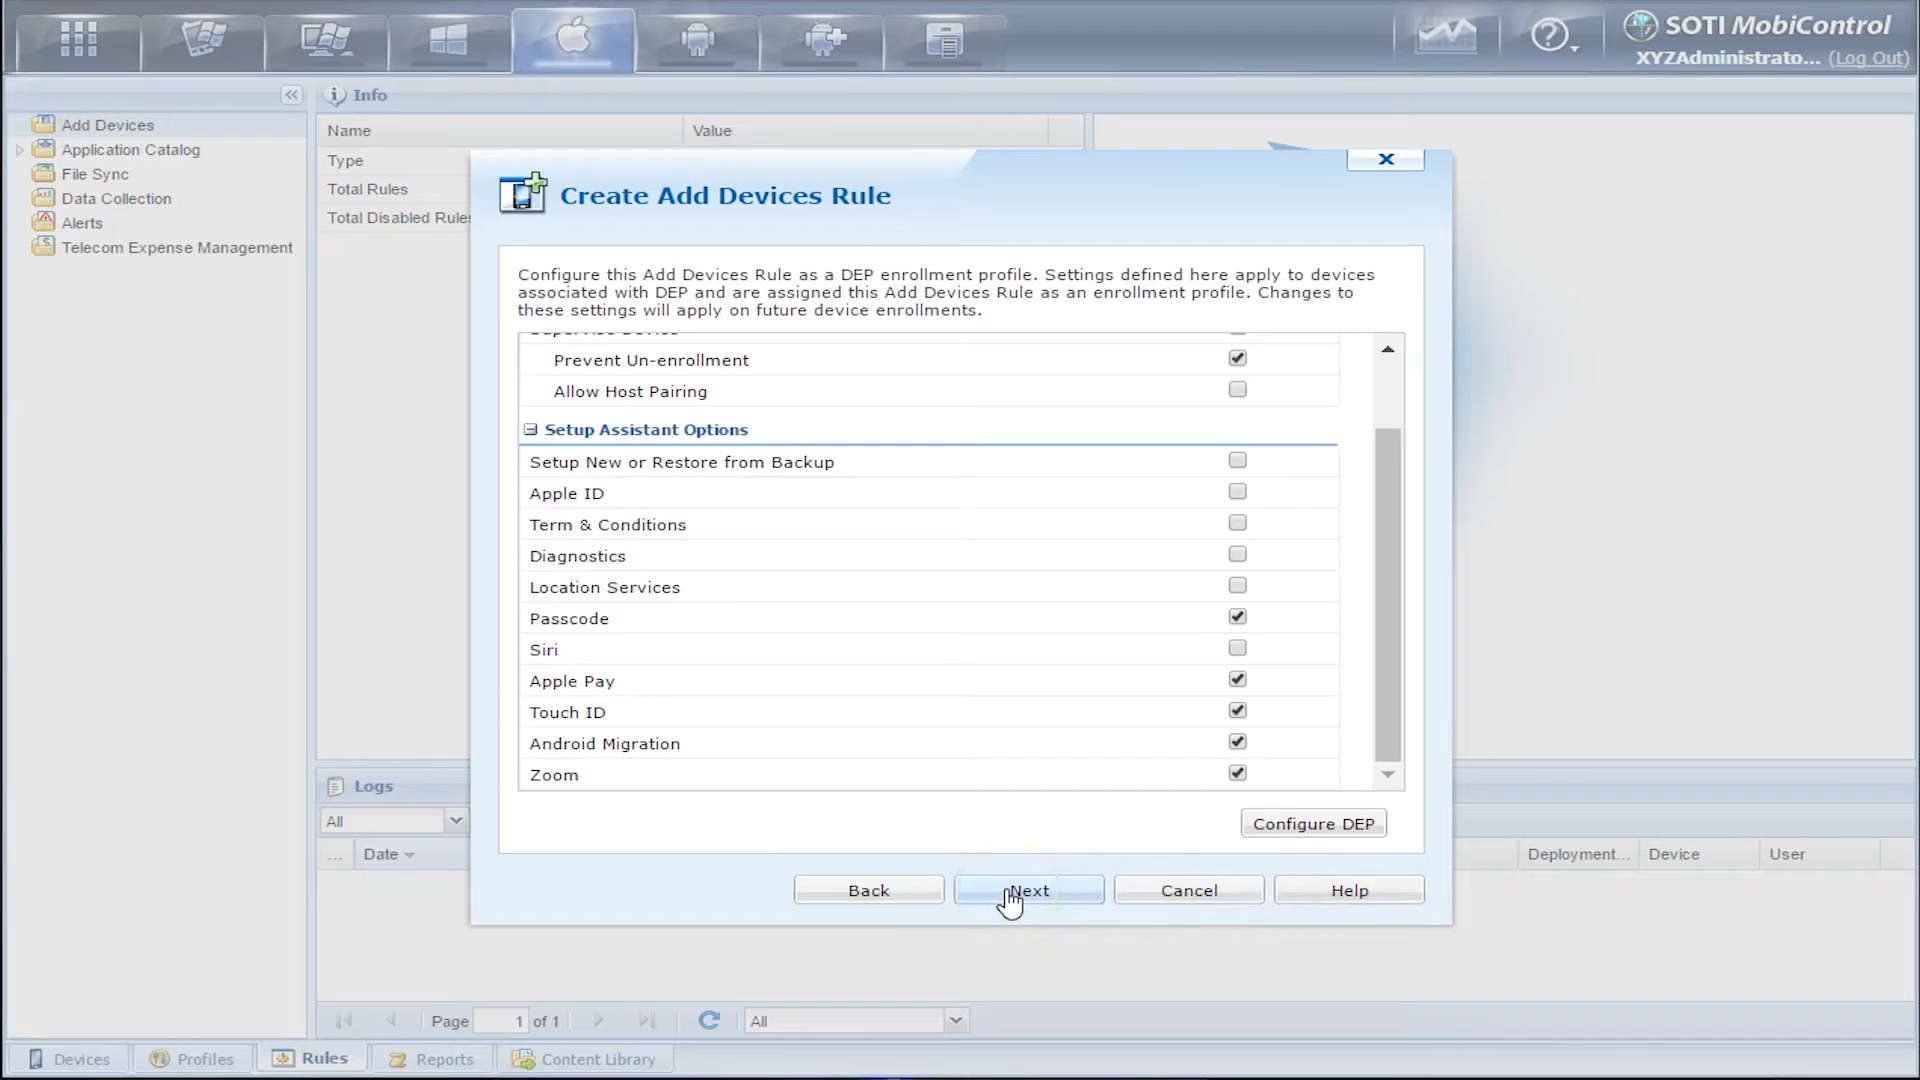 SOTI MobiControl
XYZAdministrato... (Log Out)
Info
Add Devices
Application Catalog
File Sync
Data Collection
Alerts
Telecom Expense Management
Name Value
Type
Total Rules
Total Disabled Rules
Create Add Devices Rule
x
Configure this Add Devices Rule as a DEP enrollment profile. Settings defined here apply to devices
associated with DEP and are assigned this Add Devices Rule as an enrollment profile. Changes to
these settings will apply on future device enrollments.
Prevent Un-enrollment
Allow Host Pairing
Setup Assistant Options
Setup New or Restore from Backup
Apple ID
Term & Conditions
Diagnostics
Location Services
Passcode
Siri
Apple Pay
Touch ID
Android Migration
Zoom
Configure DEP
Back Next Cancel Help
Logs
All
... Date Deployment... Device User
Page 1 of 1 All
Devices Profiles Rules Reports Content Library